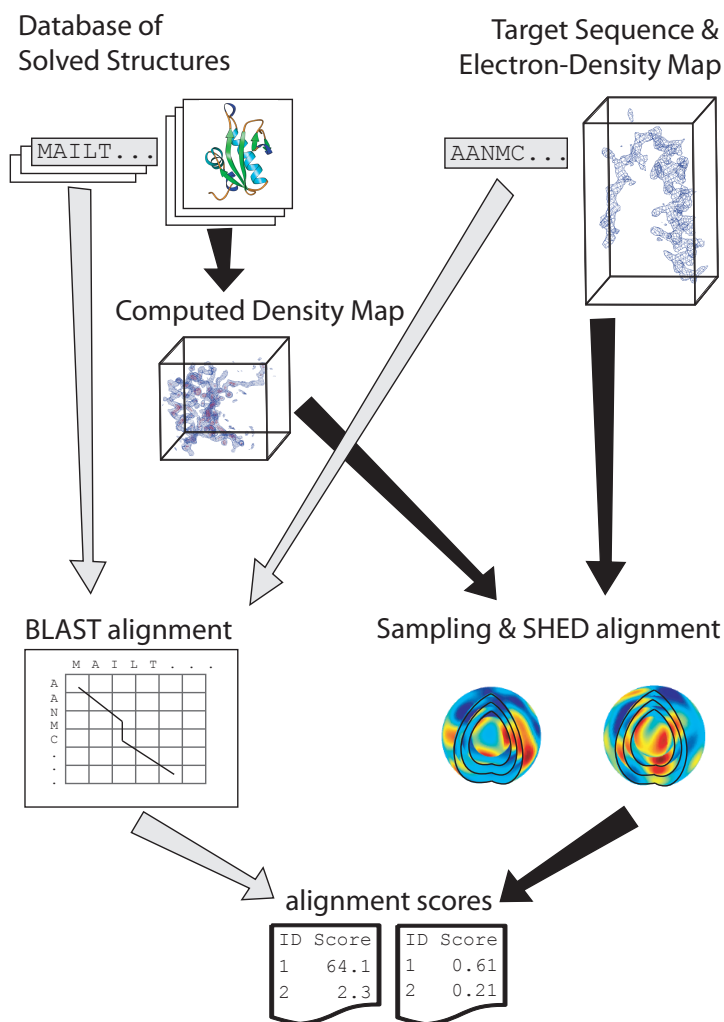 Database of
Solved Structures
Target Sequence &
Electron-Density Map
MAILT...
AANMC...
Computed Density Map
BLAST alignment
Sampling & SHED alignment
M A I L T . . .
A
A
N
M
C
.
.
.
alignment scores
ID Score
1 64.1
2 2.3
ID Score
1 0.61
2 0.21